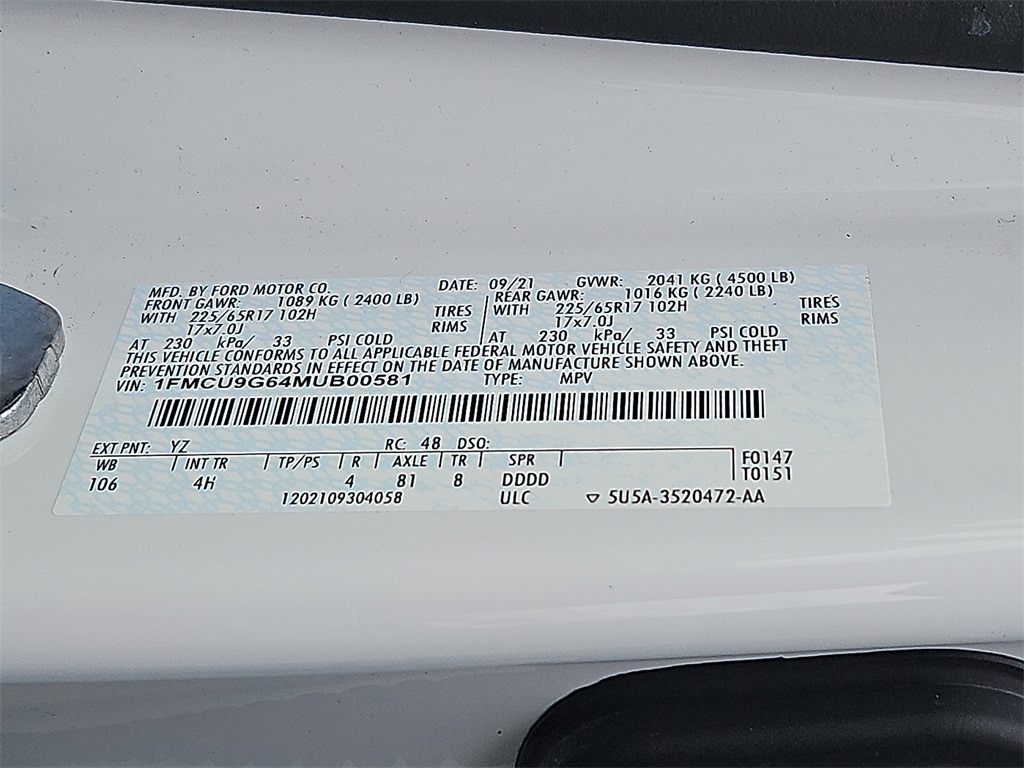 MFD. BY FORD MOTOR CO. DATE: 09/21 GVWR: 2041 KG (4500 LB)
FRONT GAWR: 1089 KG (2400 LB) REAR GAWR: 1016 KG (2240 LB)
WITH 225/65R17 102H TIRES WITH 225/65R17 102H TIRES
17x7.0J RIMS 17x7.0J RIMS
AT 230 kPa/ 33 PSI COLD AT 230 kPa/ 33 PSI COLD
THIS VEHICLE CONFORMS TO ALL APPLICABLE FEDERAL MOTOR VEHICLE SAFETY AND THEFT
PREVENTION STANDARDS IN EFFECT ON THE DATE OF MANUFACTURE SHOWN ABOVE.
VIN: 1FMCU9G64MUB00581 TYPE: MPV
EXT PNT: YZ RC: 48 DSO:
WB INT TR TP/PS R AXLE TR SPR F0147
106 4H 4 81 8 DDDD T0151
1202109304058 ULC ▽ 5U5A-3520472-AA